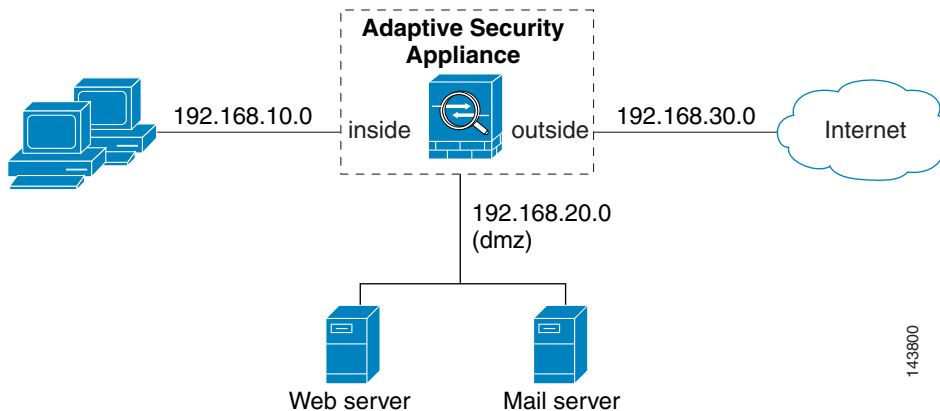 Adaptive Security
Appliance
192.168.10.0
inside
outside
192.168.30.0
Internet
192.168.20.0
(dmz)
Web server
Mail server
143800